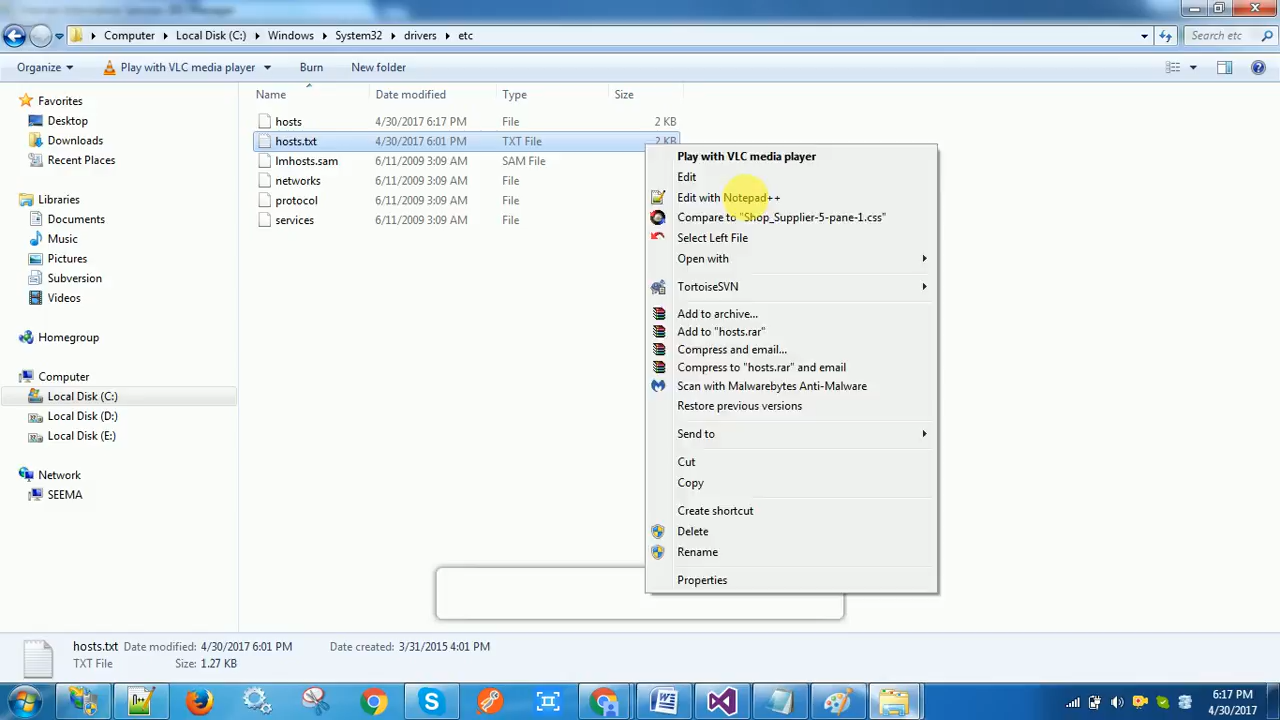 Computer Local Disk (C:) Windows System32 drivers etc Search etc
Organize Play with VLC media player Burn New folder
Name Date modified Type Size
Favorites
Desktop
Downloads
Recent Places
Libraries
Documents
Music
Pictures
Subversion
Videos
Homegroup
Computer
Local Disk (C:)
Local Disk (D:)
Local Disk (E:)
Network
SEEMA
hosts 4/30/2017 6:17 PM File 2 KB
hosts.txt 4/30/2017 6:01 PM TXT File 2 KB
lmhosts.sam 6/11/2009 3:09 AM SAM File
networks 6/11/2009 3:09 AM File
protocol 6/11/2009 3:09 AM File
services 6/11/2009 3:09 AM File
Play with VLC media player
Edit
Edit with Notepad++
Compare to "Shop_Supplier-5-pane-1.css"
Select Left File
Open with
TortoiseSVN
Add to archive...
Add to "hosts.rar"
Compress and email...
Compress to "hosts.rar" and email
Scan with Malwarebytes Anti-Malware
Restore previous versions
Send to
Cut
Copy
Create shortcut
Delete
Rename
Properties
hosts.txt Date modified: 4/30/2017 6:01 PM Date created: 3/31/2015 4:01 PM
TXT File Size: 1.27 KB
6:17 PM
4/30/2017